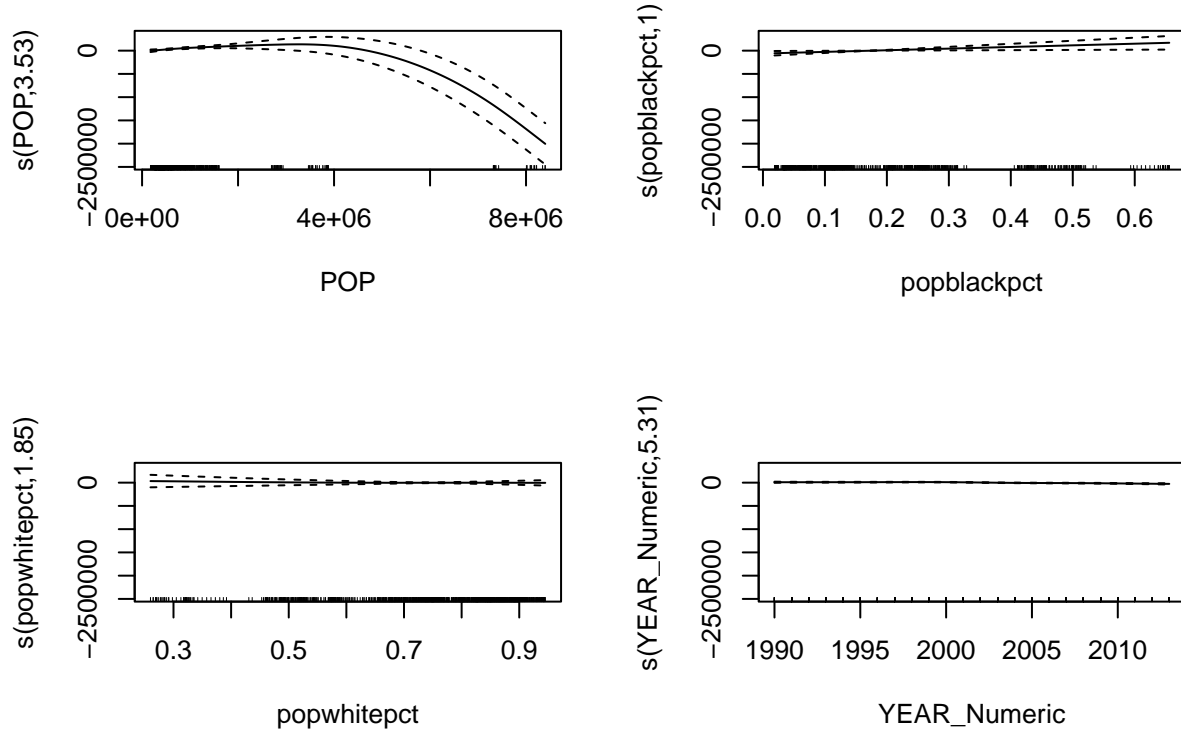 s(POP,3.53)
−2500000 0
0e+00 4e+06 8e+06
POP
s(popblackpct,1)
−2500000 0
0.0 0.1 0.2 0.3 0.4 0.5 0.6
popblackpct
s(popwhitepct,1.85)
−2500000 0
0.3 0.5 0.7 0.9
popwhitepct
s(YEAR_Numeric,5.31)
−2500000 0
1990 1995 2000 2005 2010
YEAR_Numeric